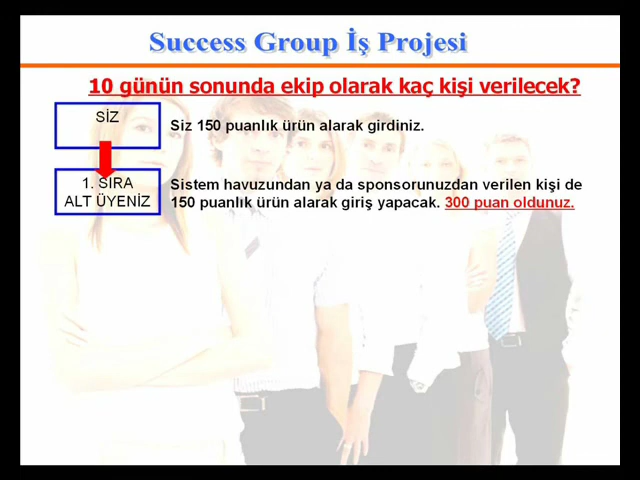 Success Group İş Projesi
10 günün sonunda ekip olarak kaç kişi verilecek?
SİZ
Siz 150 puanlık ürün alarak girdiniz.
1. SIRA
ALT ÜYENİZ
Sistem havuzundan ya da sponsorunuzdan verilen kişi de
150 puanlık ürün alarak giriş yapacak. 300 puan oldunuz.